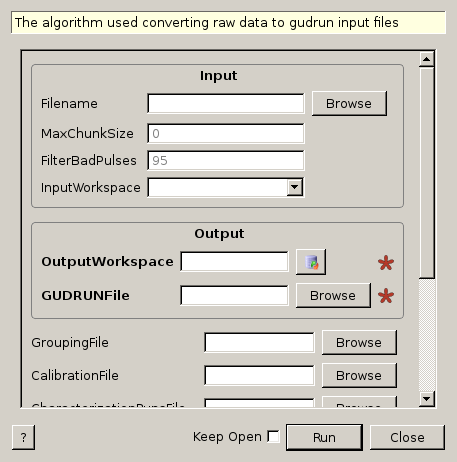 The algorithm used converting raw data to gudrun input files
Input
Filename Browse
MaxChunkSize 0
FilterBadPulses 95
InputWorkspace
Output
OutputWorkspace *
GUDRUNFile Browse *
GroupingFile Browse
CalibrationFile Browse
CharacterizationRunsFile Browse
? Keep Open Run Close